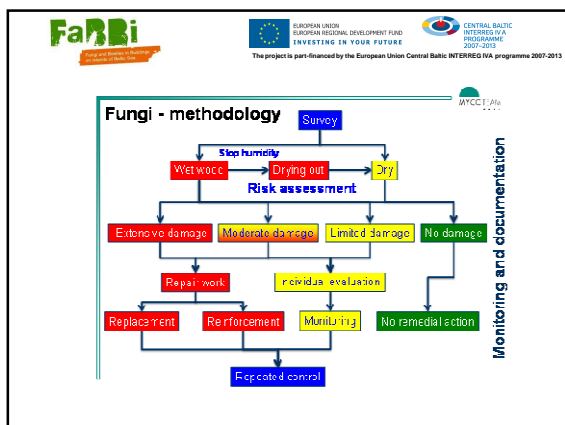 FaBBi
Fungi and Beetles in Buildings
on Islands of Baltic Sea
EUROPEAN UNION
EUROPEAN REGIONAL DEVELOPMENT FUND
INVESTING IN YOUR FUTURE
CENTRAL BALTIC
INTERREG IV A
PROGRAMME
2007–2013
The project is part-financed by the European Union Central Baltic INTERREG IVA programme 2007-2013
MYCOTEAM
Fungi - methodology
Survey
Stop humidity
Wet wood
Drying out
Dry
Risk assessment
Extensive damage
Moderate damage
Limited damage
No damage
Repair work
Individual evaluation
Replacement
Reinforcement
Monitoring
No remedial action
Repeated control
Monitoring and documentation